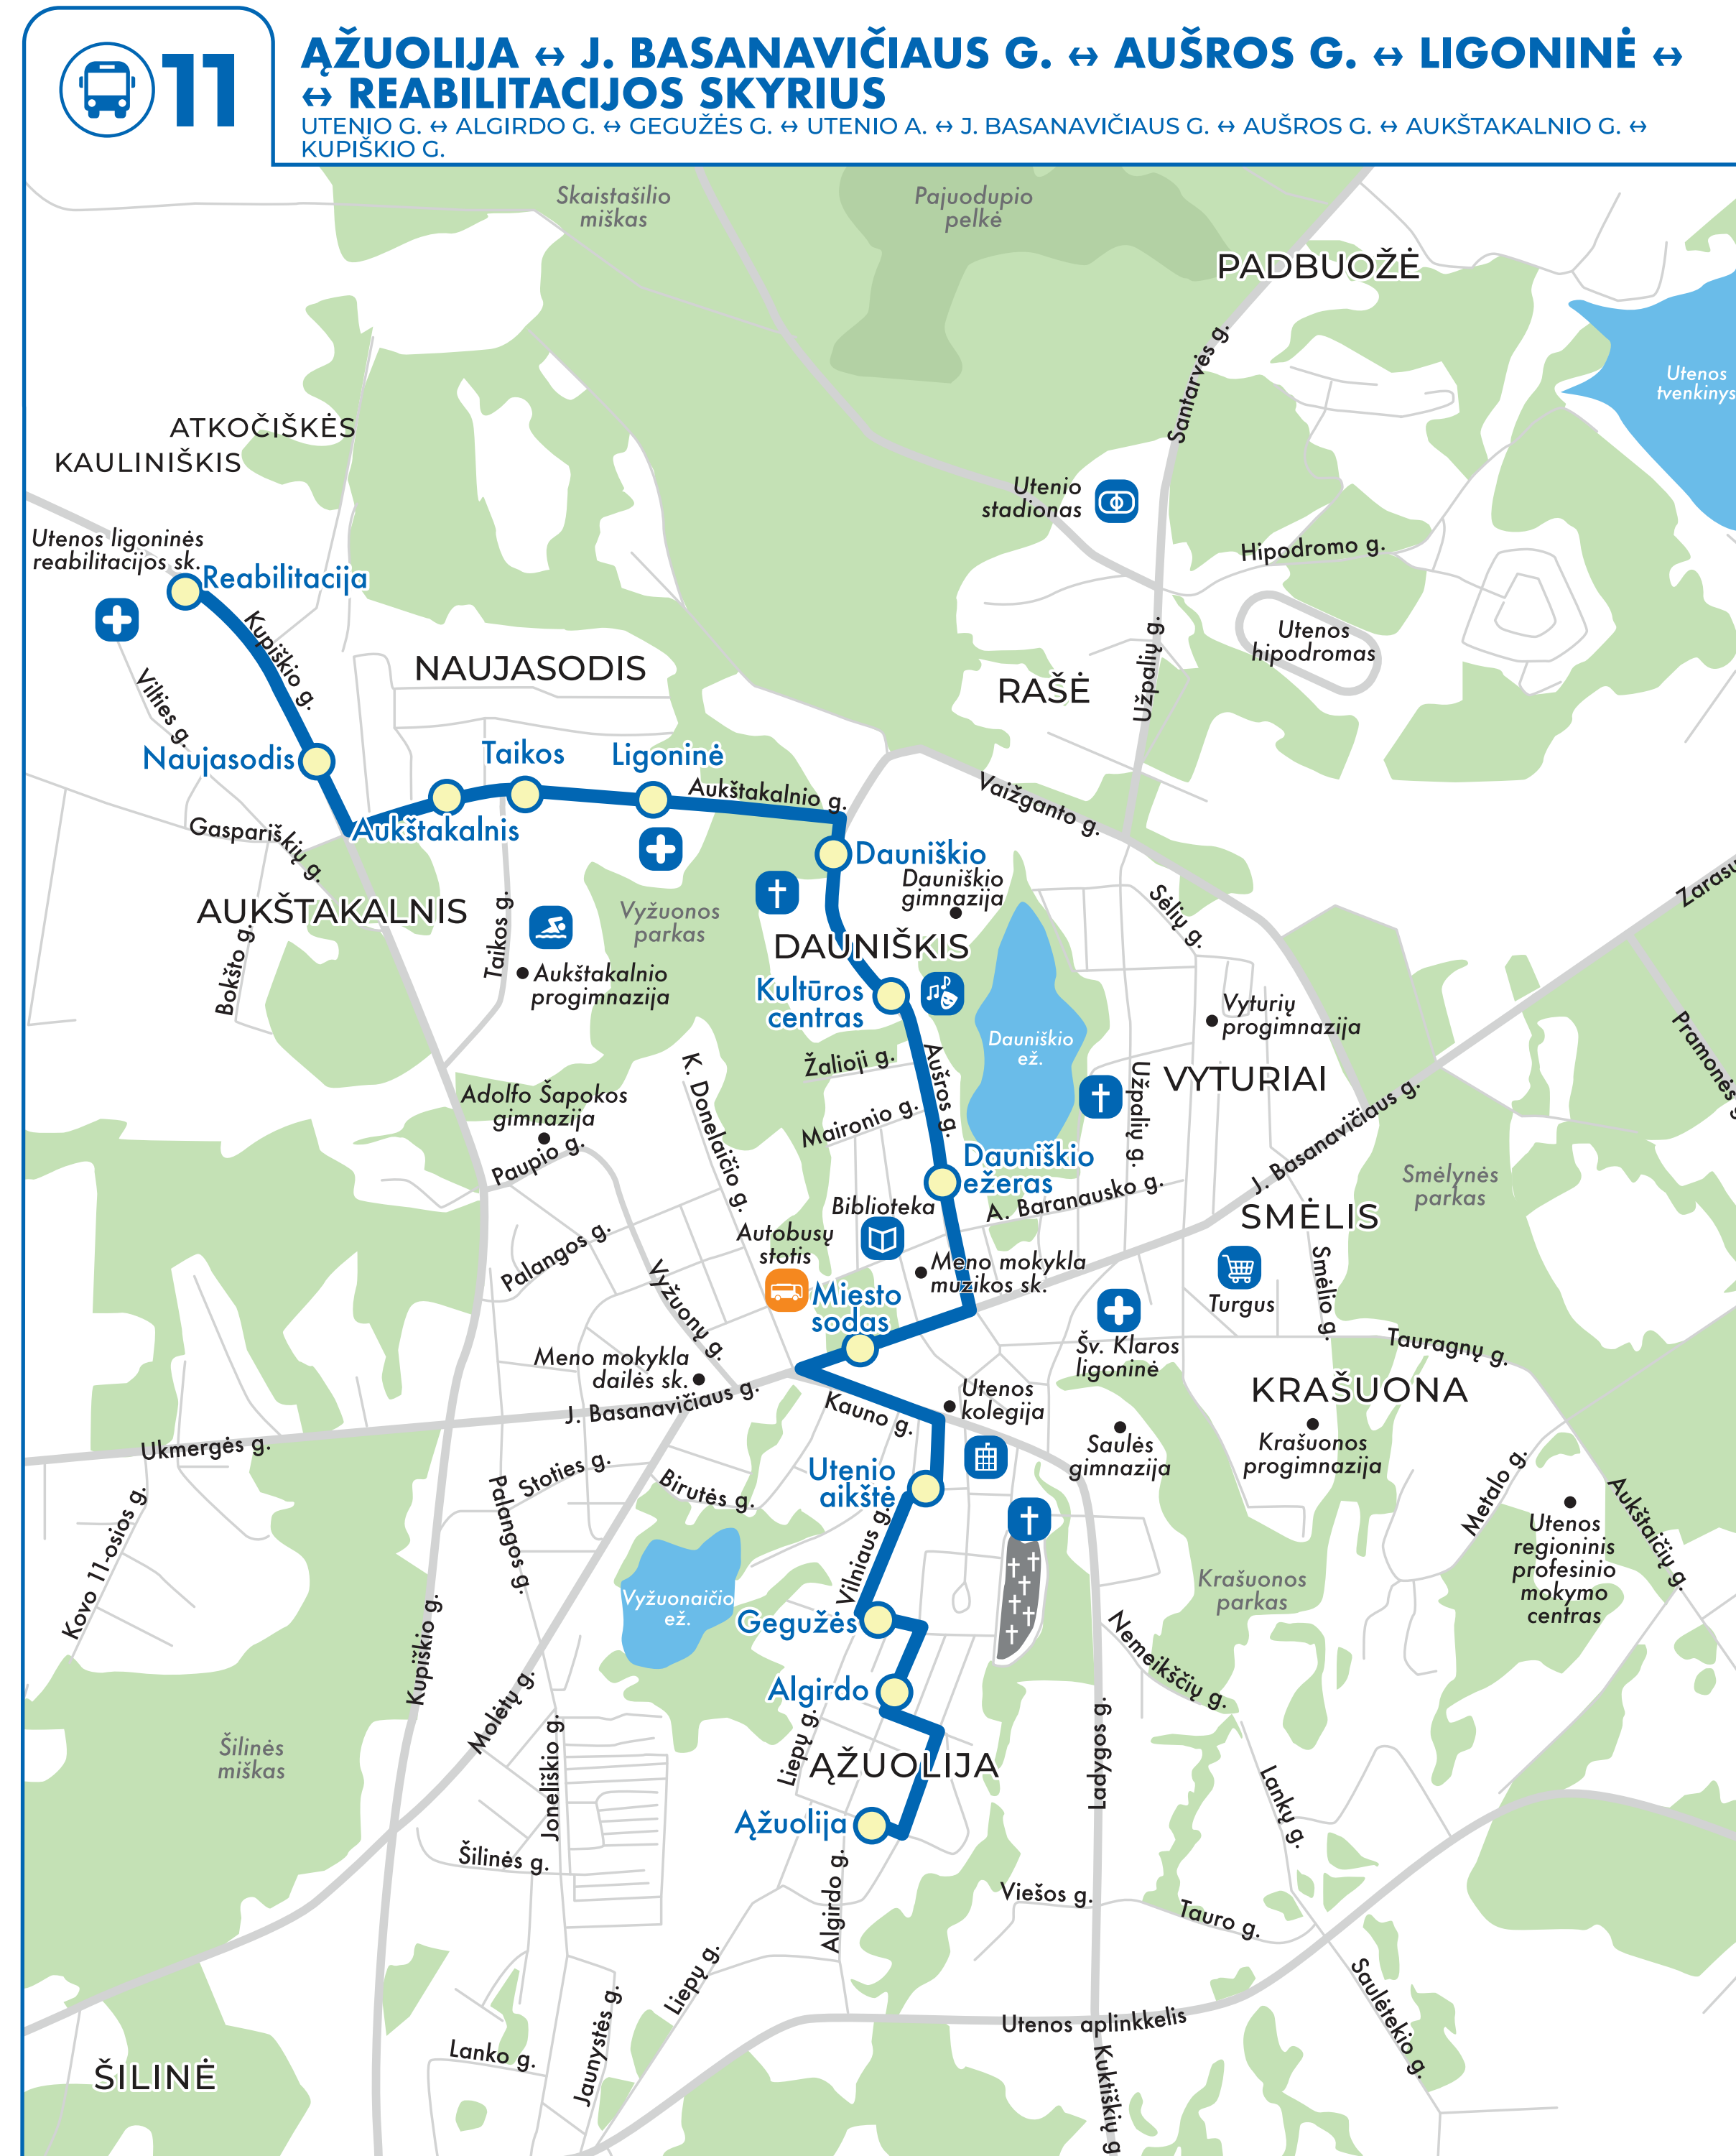 11
ĄŽUOLIJA ↔ J. BASANAVIČIAUS G. ↔ AUŠROS G. ↔ LIGONINĖ ↔
↔ REABILITACIJOS SKYRIUS
UTENIO G. ↔ ALGIRDO G. ↔ GEGUŽĖS G. ↔ UTENIO A. ↔ J. BASANAVIČIAUS G. ↔ AUŠROS G. ↔ AUKŠTAKALNIO G. ↔
KUPIŠKIO G.
Skaistašilio
miškas
Pajuodupio
pelkė
PADBUOŽĖ
Santarvės g.
Utenos
tvenkinys
ATKOČIŠKĖS
KAULINIŠKIS
Utenio
stadionas
Hipodromo g.
Utenos ligoninės
reabilitacijos sk.
Reabilitacija
Kupiškio g.
Utenos
hipodromas
Užpalių g.
NAUJASODIS
RAŠĖ
Vilties g.
Naujasodis
Taikos
Ligoninė
Aukštakalnio g.
Vaižganto g.
Gaspariškių g.
Aukštakalnis
Dauniškio
Dauniškio
gimnazija
Zarasų
Sėlių g.
AUKŠTAKALNIS
Vyžuonos
parkas
Bokšto g.
Taikos g.
DAUNIŠKIS
Aukštakalnio
progimnazija
Kultūros
centras
Vyturių
progimnazija
Pramonės g
Dauniškio
ež.
Žalioji g.
Aušros g.
K. Donelaičio g.
Užpalių g.
VYTURIAI
Adolfo Šapokos
gimnazija
Maironio g.
J. Basanavičiaus g.
Paupio g.
Dauniškio
ežeras
Smėlynės
parkas
A. Baranausko g.
Biblioteka
SMĖLIS
Palangos g.
Autobusų
stotis
Vyžuonų g.
Meno mokykla
muzikos sk.
Smėlio g.
Miesto
sodas
Turgus
Tauragnų g.
Šv. Klaros
ligoninė
Meno mokykla
dailės sk.
J. Basanavičiaus g.
Kauno g.
Utenos
kolegija
KRAŠUONA
Ukmergės g.
Saulės
gimnazija
Krašuonos
progimnazija
Stoties g.
Birutės g.
Utenio
aikštė
Metalo g.
Aukštaičių g.
Kovo 11-osios g.
Palangos g.
Vilniaus g.
Utenos
regioninis
profesinio
mokymo
centras
Vyžuonaičio
ež.
Krašuonos
parkas
Gegužės
Nemeikščių g.
Kupiškio g.
Molėtų g.
Algirdo
Ladygos g.
Šilinės
miškas
Joneliškio g.
Liepų g.
ĄŽUOLIJA
Lankų g.
Ąžuolija
Šilinės g.
Algirdo g.
Viešos g.
Tauro g.
Liepų g.
Saulėtekio g.
Jaunystės g.
Utenos aplinkkelis
Lanko g.
Kuktiškių g
ŠILINĖ